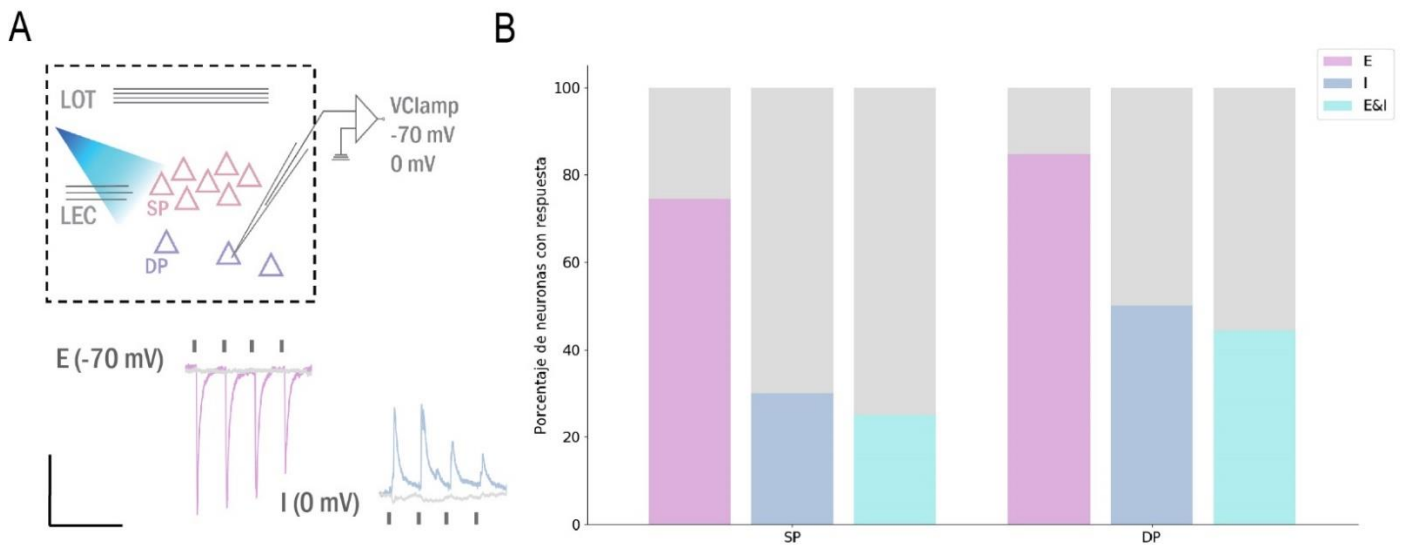 A
LOT
VClamp
-70 mV
0 mV
LEC
SP
DP
E (-70 mV)
I (0 mV)
B
E
I
E&I
Porcentaje de neuronas con respuesta
100
80
60
40
20
0
SP
DP